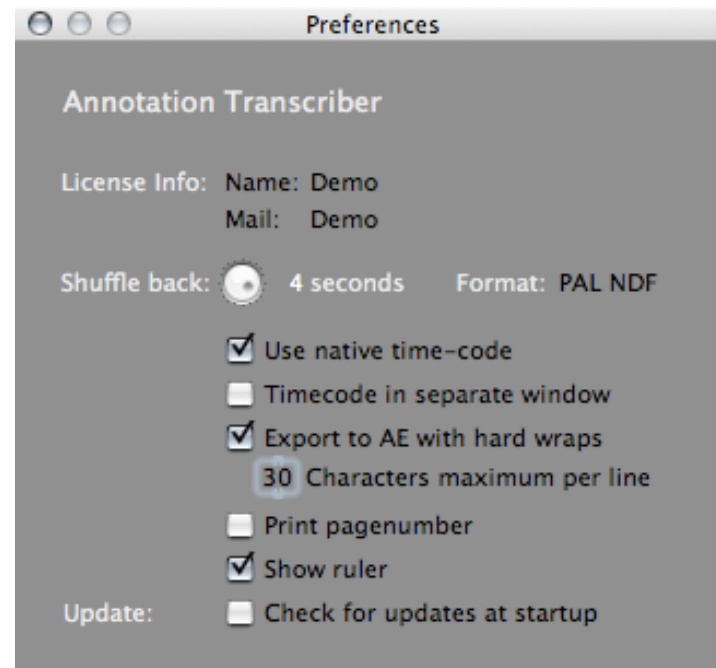 Preferences
Annotation Transcriber
License Info: Name: Demo
Mail: Demo
Shuffle back: 4 seconds Format: PAL NDF
Use native time-code
Timecode in separate window
Export to AE with hard wraps
30 Characters maximum per line
Print pagenumber
Show ruler
Update: Check for updates at startup